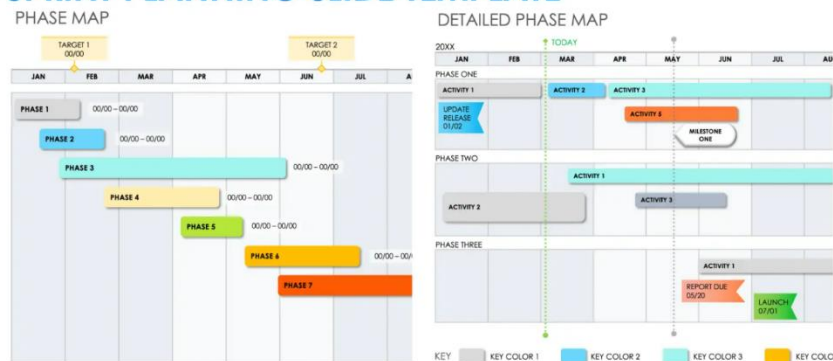 SPRINT PLANNING SLIDE TEMPLATE
PHASE MAP
TARGET 1
00/00
TARGET 2
00/00
JAN FEB MAR APR MAY JUN JUL
PHASE 1 00/00 – 00/00
PHASE 2 00/00 – 00/00
PHASE 3 00/00 – 00/00
PHASE 4 00/00 – 00/00
PHASE 5 00/00 – 00/00
PHASE 6
PHASE 7
DETAILED PHASE MAP
TODAY
20XX
JAN FEB MAR APR MAY JUN JUL
PHASE ONE
ACTIVITY 1 ACTIVITY 2 ACTIVITY 3
UPDATE
RELEASE
01/02
ACTIVITY 5
MILESTONE
ONE
PHASE TWO
ACTIVITY 1
ACTIVITY 2 ACTIVITY 3
PHASE THREE
ACTIVITY 1
REPORT DUE
05/20
LAUNCH
07/01
KEY KEY COLOR 1 KEY COLOR 2 KEY COLOR 3 KEY